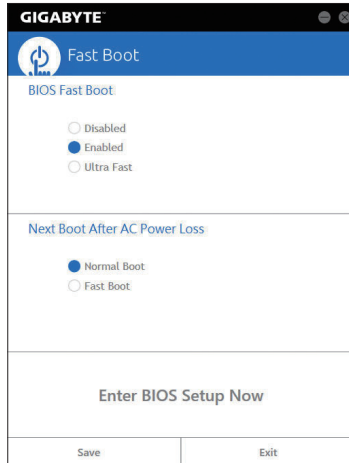 GIGABYTE™
Fast Boot
BIOS Fast Boot
Disabled
Enabled
Ultra Fast
Next Boot After AC Power Loss
Normal Boot
Fast Boot
Enter BIOS Setup Now
Save Exit